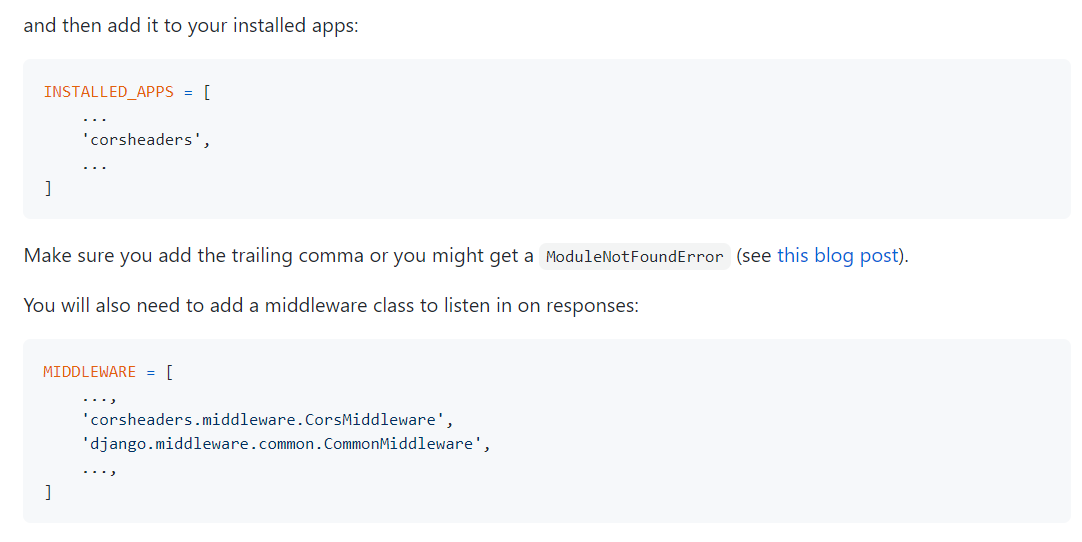 and then add it to your installed apps:
INSTALLED_APPS = [
    ...
    'corsheaders',
    ...
]
Make sure you add the trailing comma or you might get a ModuleNotFoundError (see this blog post).
You will also need to add a middleware class to listen in on responses:
MIDDLEWARE = [
    ...,
    'corsheaders.middleware.CorsMiddleware',
    'django.middleware.common.CommonMiddleware',
    ...,
]